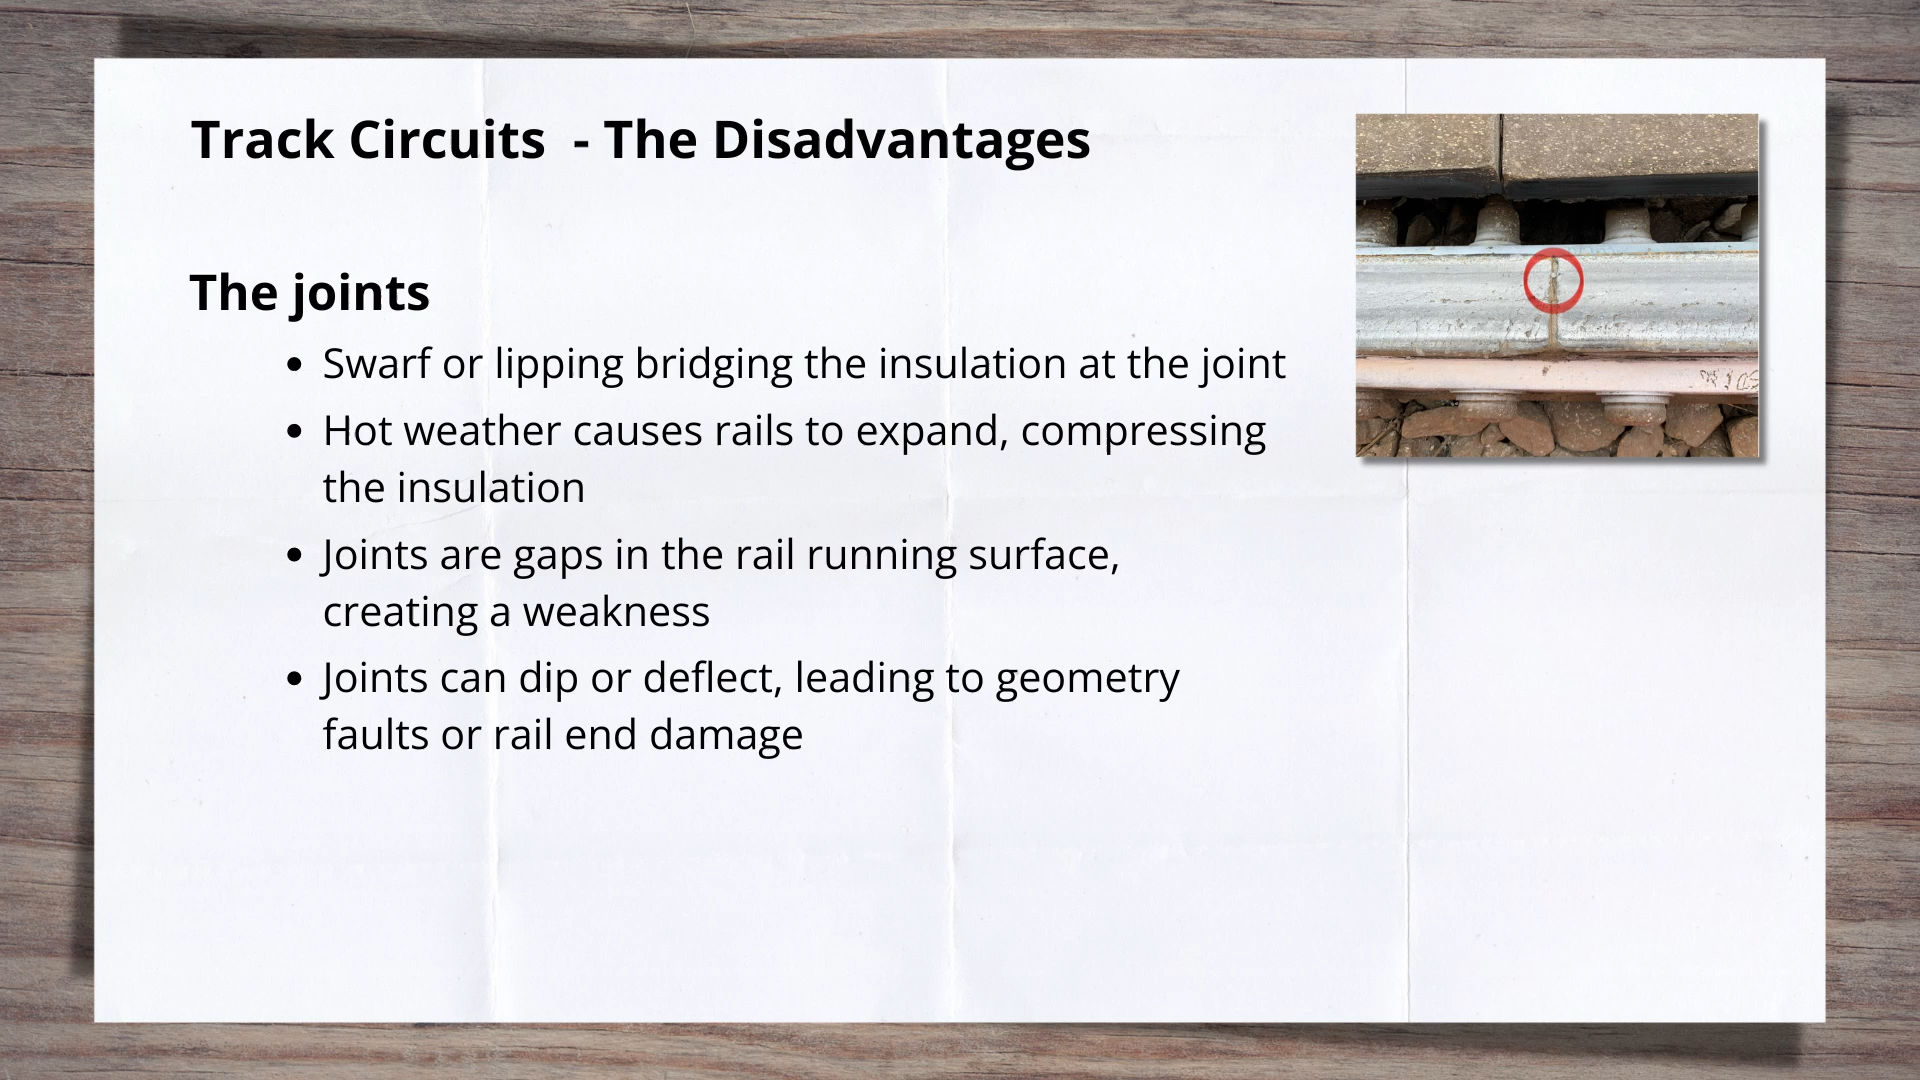 Track Circuits  - The Disadvantages
The joints
• Swarf or lipping bridging the insulation at the joint
• Hot weather causes rails to expand, compressing
the insulation
• Joints are gaps in the rail running surface,
creating a weakness
• Joints can dip or deflect, leading to geometry
faults or rail end damage